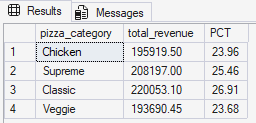 Results Messages
pizza_category total_revenue PCT
1 Chicken 195919.50 23.96
2 Supreme 208197.00 25.46
3 Classic 220053.10 26.91
4 Veggie 193690.45 23.68